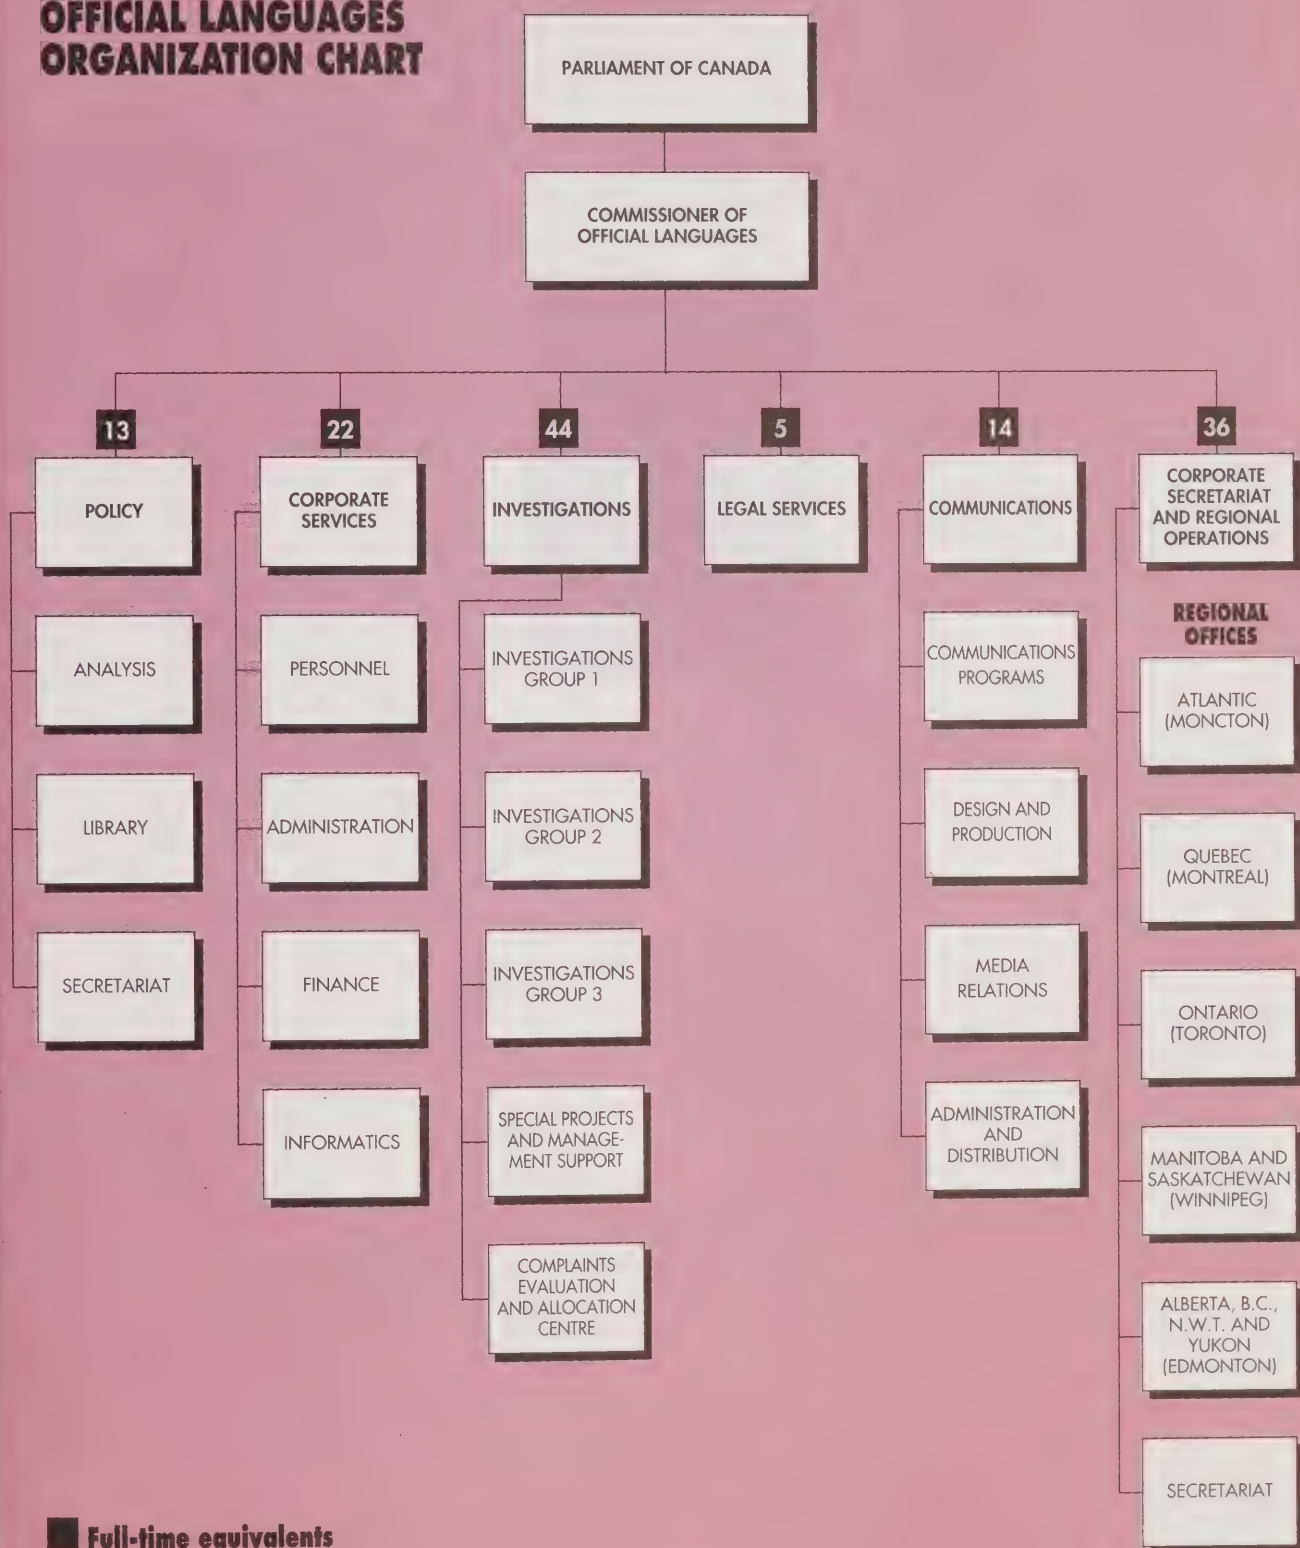 OFFICIAL LANGUAGES
ORGANIZATION CHART
PARLIAMENT OF CANADA
COMMISSIONER OF
OFFICIAL LANGUAGES
13
POLICY
ANALYSIS
LIBRARY
SECRETARIAT
22
CORPORATE
SERVICES
PERSONNEL
ADMINISTRATION
FINANCE
INFORMATICS
44
INVESTIGATIONS
INVESTIGATIONS
GROUP 1
INVESTIGATIONS
GROUP 2
INVESTIGATIONS
GROUP 3
SPECIAL PROJECTS
AND MANAGE-
MENT SUPPORT
COMPLAINTS
EVALUATION
AND ALLOCATION
CENTRE
5
LEGAL SERVICES
14
COMMUNICATIONS
COMMUNICATIONS
PROGRAMS
DESIGN AND
PRODUCTION
MEDIA
RELATIONS
ADMINISTRATION
AND
DISTRIBUTION
36
CORPORATE
SECRETARIAT
AND REGIONAL
OPERATIONS
REGIONAL
OFFICES
ATLANTIC
(MONCTON)
QUEBEC
(MONTREAL)
ONTARIO
(TORONTO)
MANITOBA AND
SASKATCHEWAN
(WINNIPEG)
ALBERTA, B.C.,
N.W.T. AND
YUKON
(EDMONTON)
SECRETARIAT
Full-time equivalents